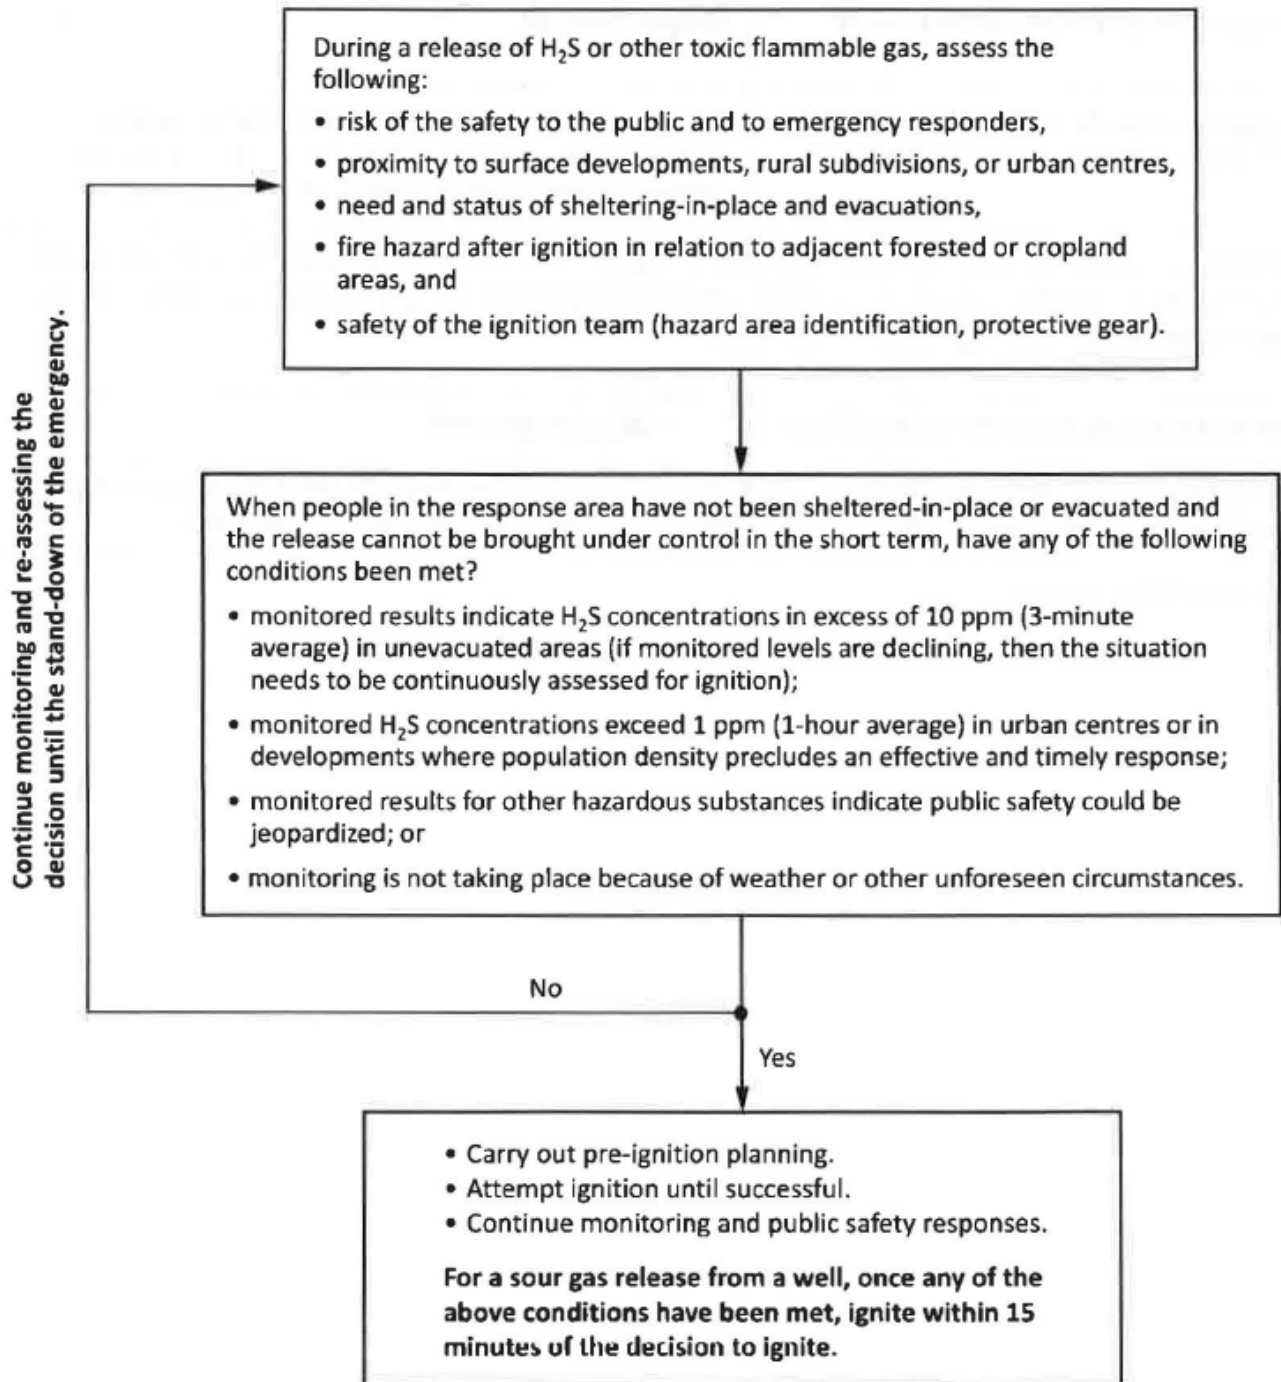 During a release of H₂S or other toxic flammable gas, assess the
following:
• risk of the safety to the public and to emergency responders,
• proximity to surface developments, rural subdivisions, or urban centres,
• need and status of sheltering-in-place and evacuations,
• fire hazard after ignition in relation to adjacent forested or cropland
areas, and
• safety of the ignition team (hazard area identification, protective gear).
Continue monitoring and re-assessing the
decision until the stand-down of the emergency.
When people in the response area have not been sheltered-in-place or evacuated and
the release cannot be brought under control in the short term, have any of the following
conditions been met?
• monitored results indicate H₂S concentrations in excess of 10 ppm (3-minute
average) in unevacuated areas (if monitored levels are declining, then the situation
needs to be continuously assessed for ignition);
• monitored H₂S concentrations exceed 1 ppm (1-hour average) in urban centres or in
developments where population density precludes an effective and timely response;
• monitored results for other hazardous substances indicate public safety could be
jeopardized; or
• monitoring is not taking place because of weather or other unforeseen circumstances.
No
Yes
• Carry out pre-ignition planning.
• Attempt ignition until successful.
• Continue monitoring and public safety responses.
For a sour gas release from a well, once any of the
above conditions have been met, ignite within 15
minutes of the decision to ignite.